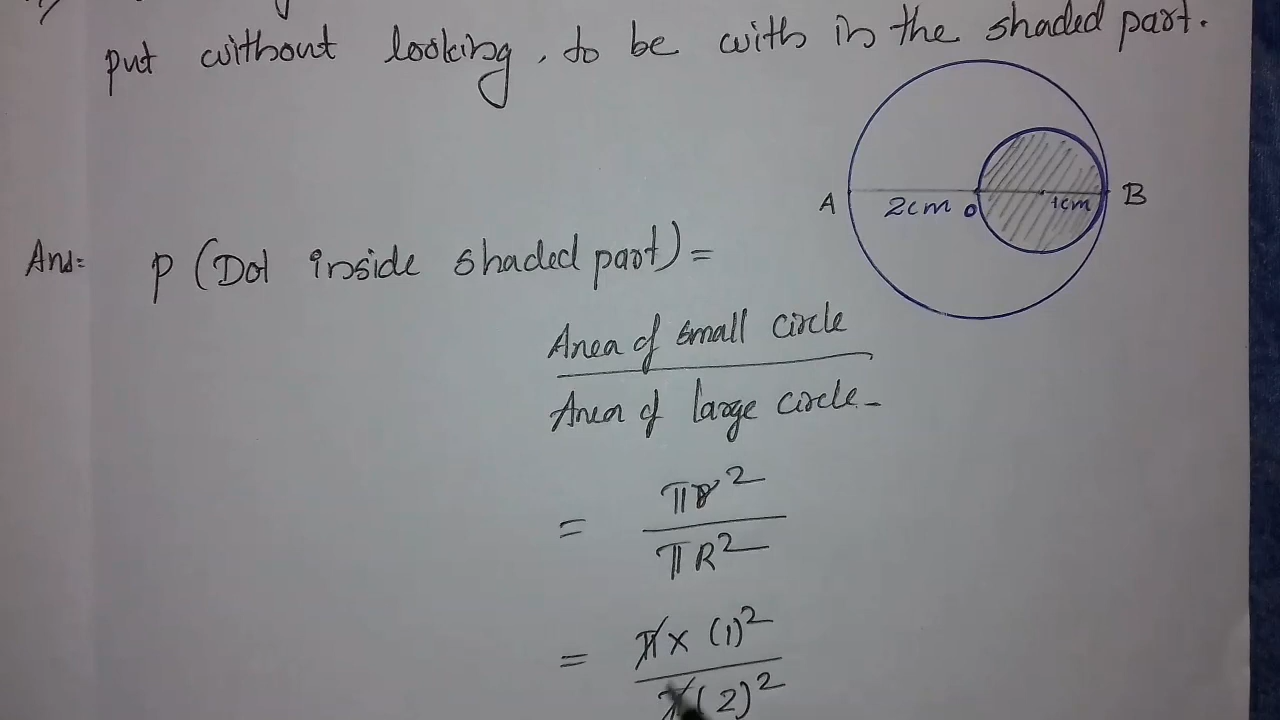 put without looking, to be with in the shaded part.
A 2cm O 1cm B
Ans: P (Dot inside shaded part) =
Area of small circle
Area of large circle
= πr²
πR²
= π x (1)²
π(2)²